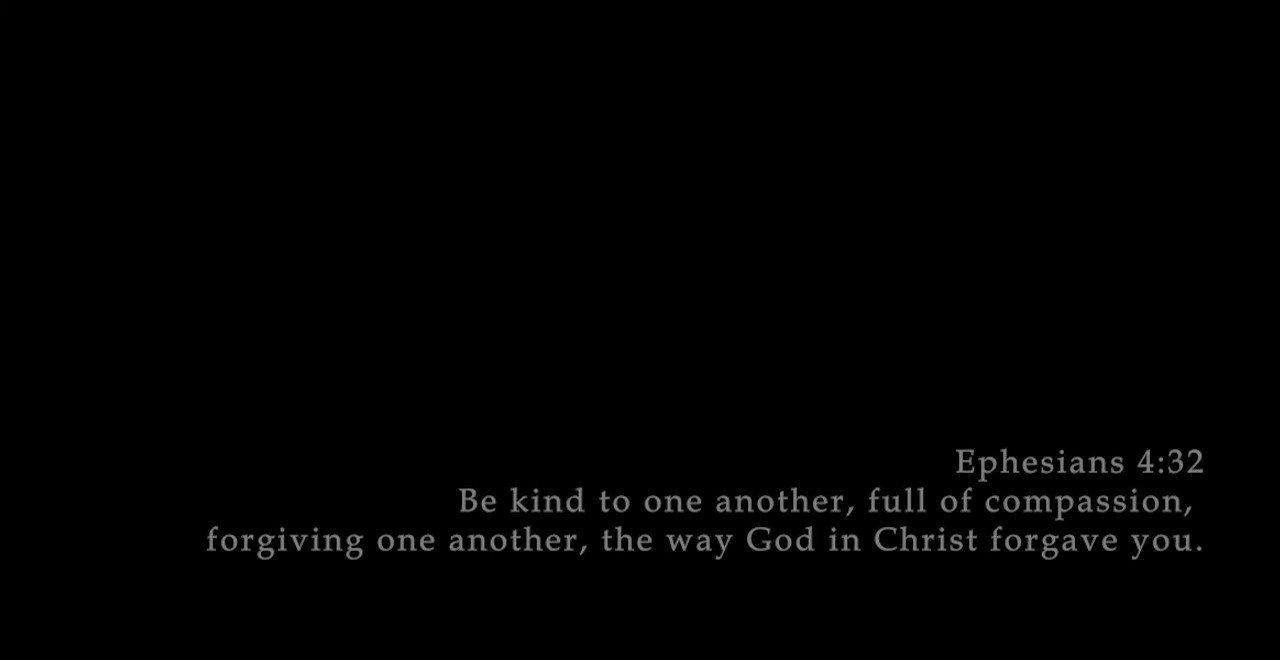 Ephesians 4:32
Be kind to one another, full of compassion,
forgiving one another, the way God in Christ forgave you.